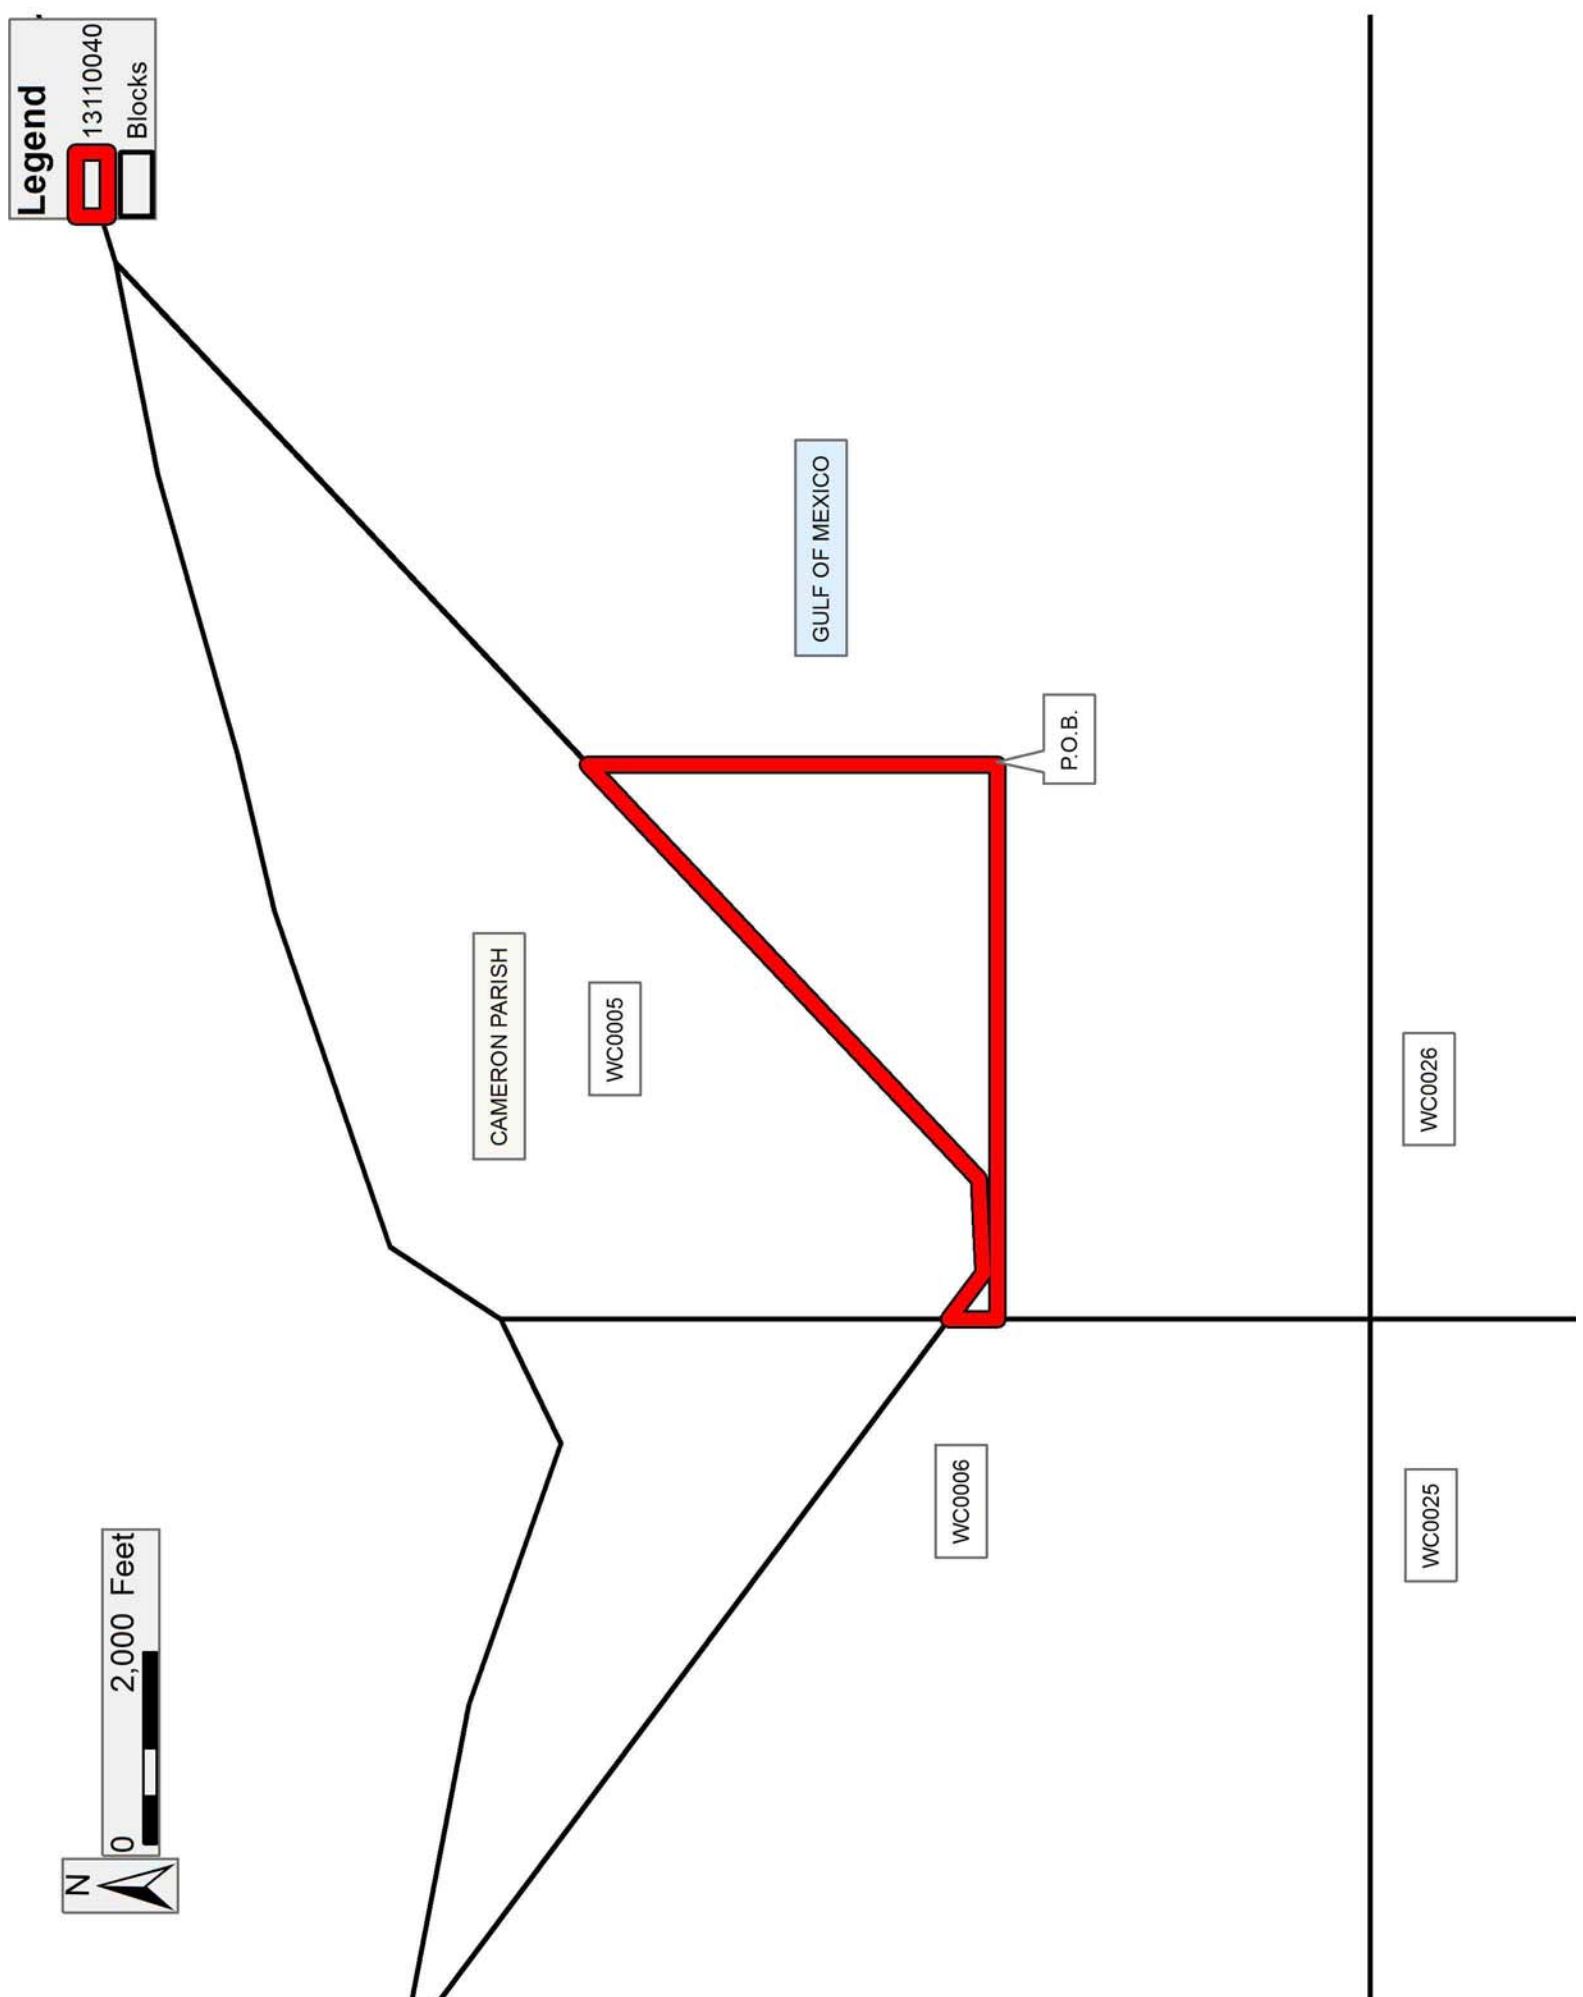 N
0 2,000 Feet
Legend
13110040
Blocks
CAMERON PARISH
WC0005
GULF OF MEXICO
WC0006
P.O.B.
WC0025
WC0026